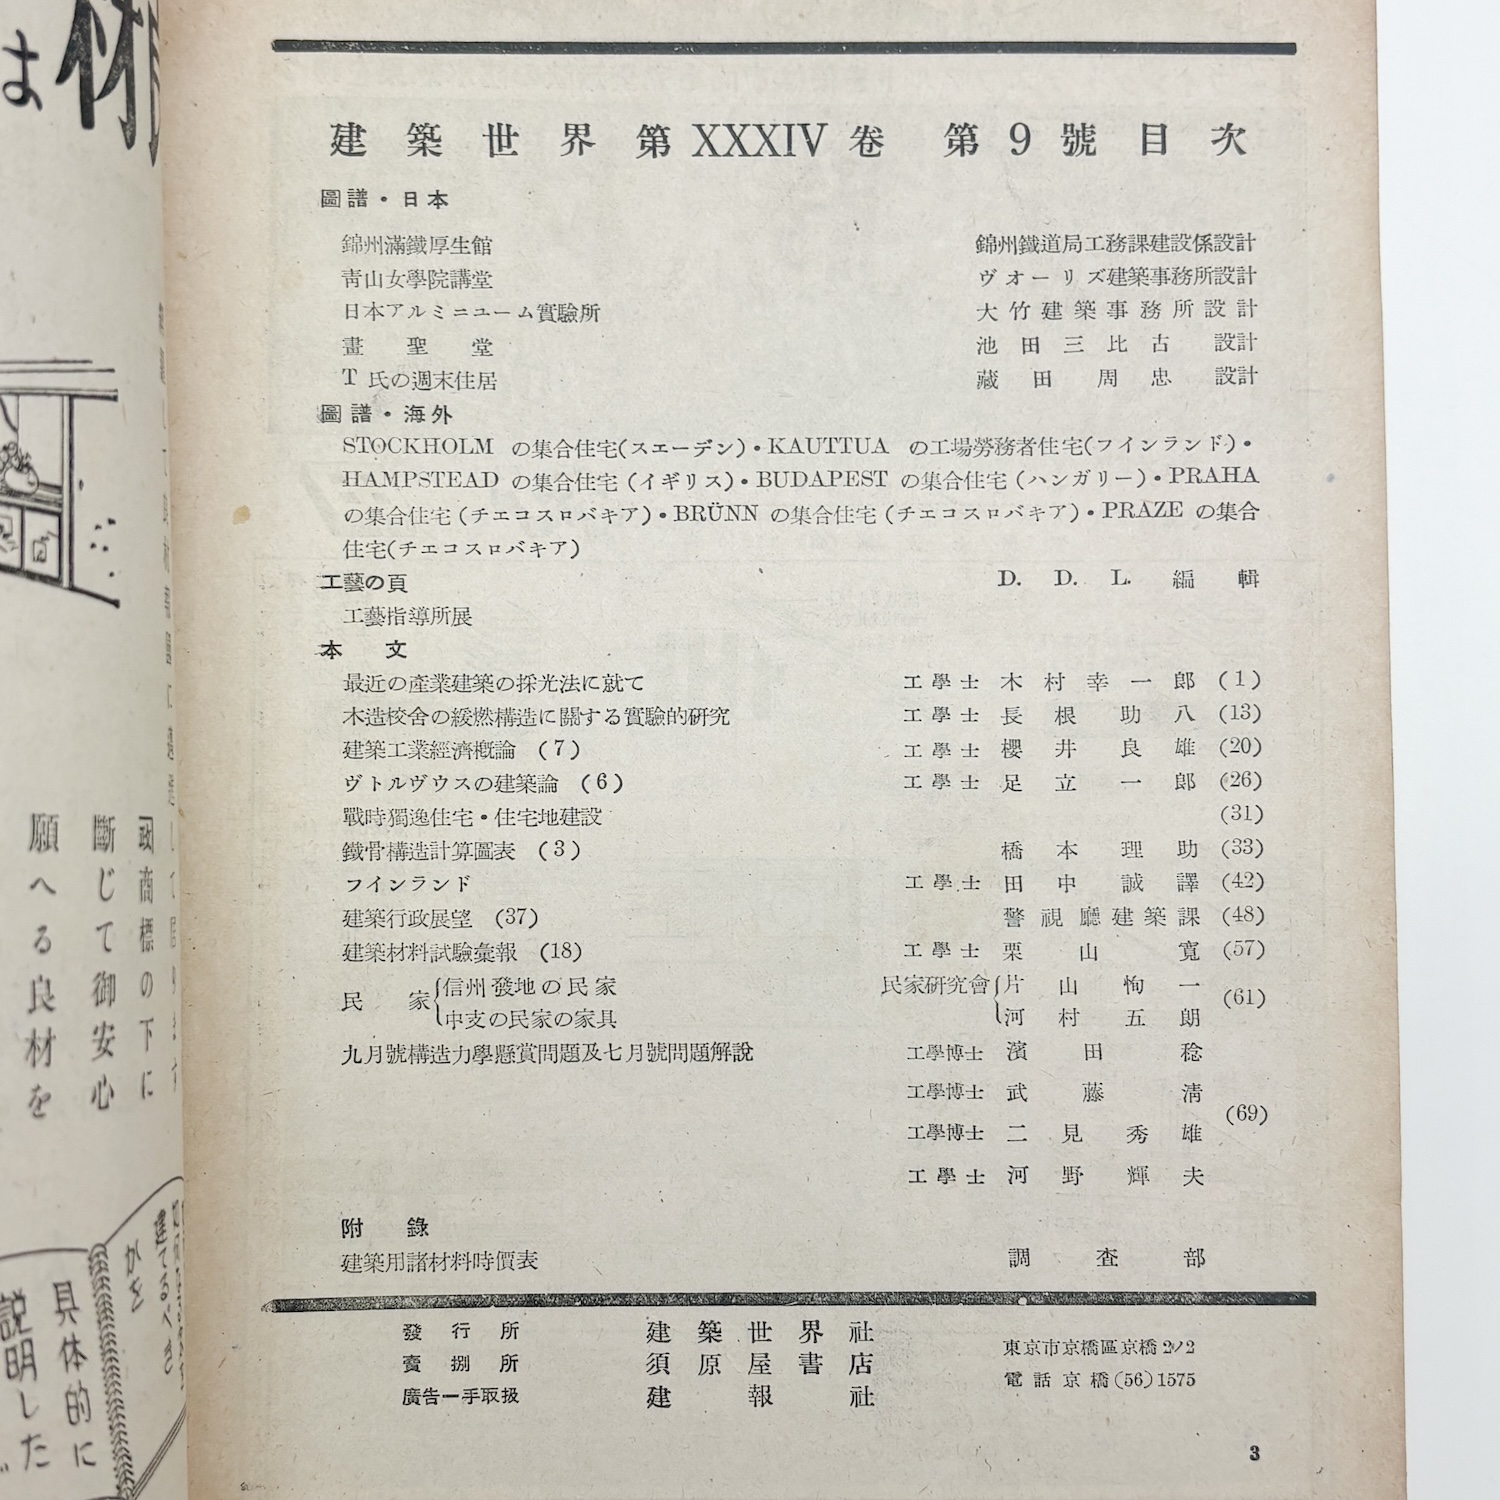 建築世界 第XXXIV卷 第9號目次
圖譜・日本
錦州滿鐵厚生館 錦州鐵道局工務課建設係設計
靑山女學院講堂 ヴオーリズ建築事務所設計
日本アルミニユーム實驗所 大竹建築事務所設計
畫聖堂 池田三比古 設計
T 氏の週末住居 藏田周忠 設計
圖譜・海外
STOCKHOLM の集合住宅(スエーデン)・KAUTTUA の工場勞務者住宅(フインランド)・
HAMPSTEAD の集合住宅(イギリス)・BUDAPEST の集合住宅(ハンガリー)・PRAHA
の集合住宅(チエコスロバキア)・BRÜNN の集合住宅(チエコスロバキア)・PRAZE の集合
住宅(チエコスロバキア)
工藝の頁 D. D. L. 編輯
工藝指導所展
本文
最近の產業建築の採光法に就て 工學士 木村幸一郎 (1)
木造校舍の緩燃構造に關する實驗的硏究 工學士 長根助八 (13)
建築工業經濟槪論 (7) 工學士 櫻井良雄 (20)
ヴトルヴウスの建築論 (6) 工學士 足立一郎 (26)
戰時獨逸住宅・住宅地建設 (31)
鐵骨構造計算圖表 (3) 橋本理助 (33)
フインランド 工學士 田中誠譯 (42)
建築行政展望 (37) 警視廳建築課 (48)
建築材料試驗彙報 (18) 工學士 栗山寬 (57)
民家{信州發地の民家 民家硏究會{片山恂一
中支の民家の家具 河村五朗 (61)
九月號構造力學懸賞問題及七月號問題解說 工學博士 濱田稔
工學博士 武藤淸
工學博士 二見秀雄 (69)
工學士 河野輝夫
附錄
建築用諸材料時價表 調査部
發行所 建築世界社 東京市京橋區京橋2ノ2
賣捌所 須原屋書店 電話京橋(56)1575
廣告一手取扱 建報社
3
は
「政商標の下に
斷じて御安心
願へる良材を
建てるべき
かを
具体的に
説明した